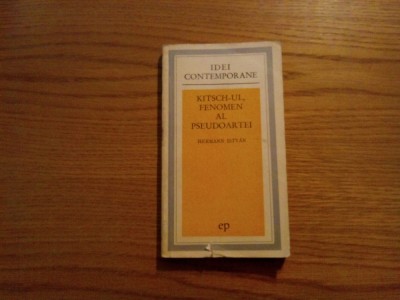 IDEI
CONTEMPORANE
KITSCH-UL,
FENOMEN
AL
PSEUDOARTEI
HERMANN ISTVÁN
ep